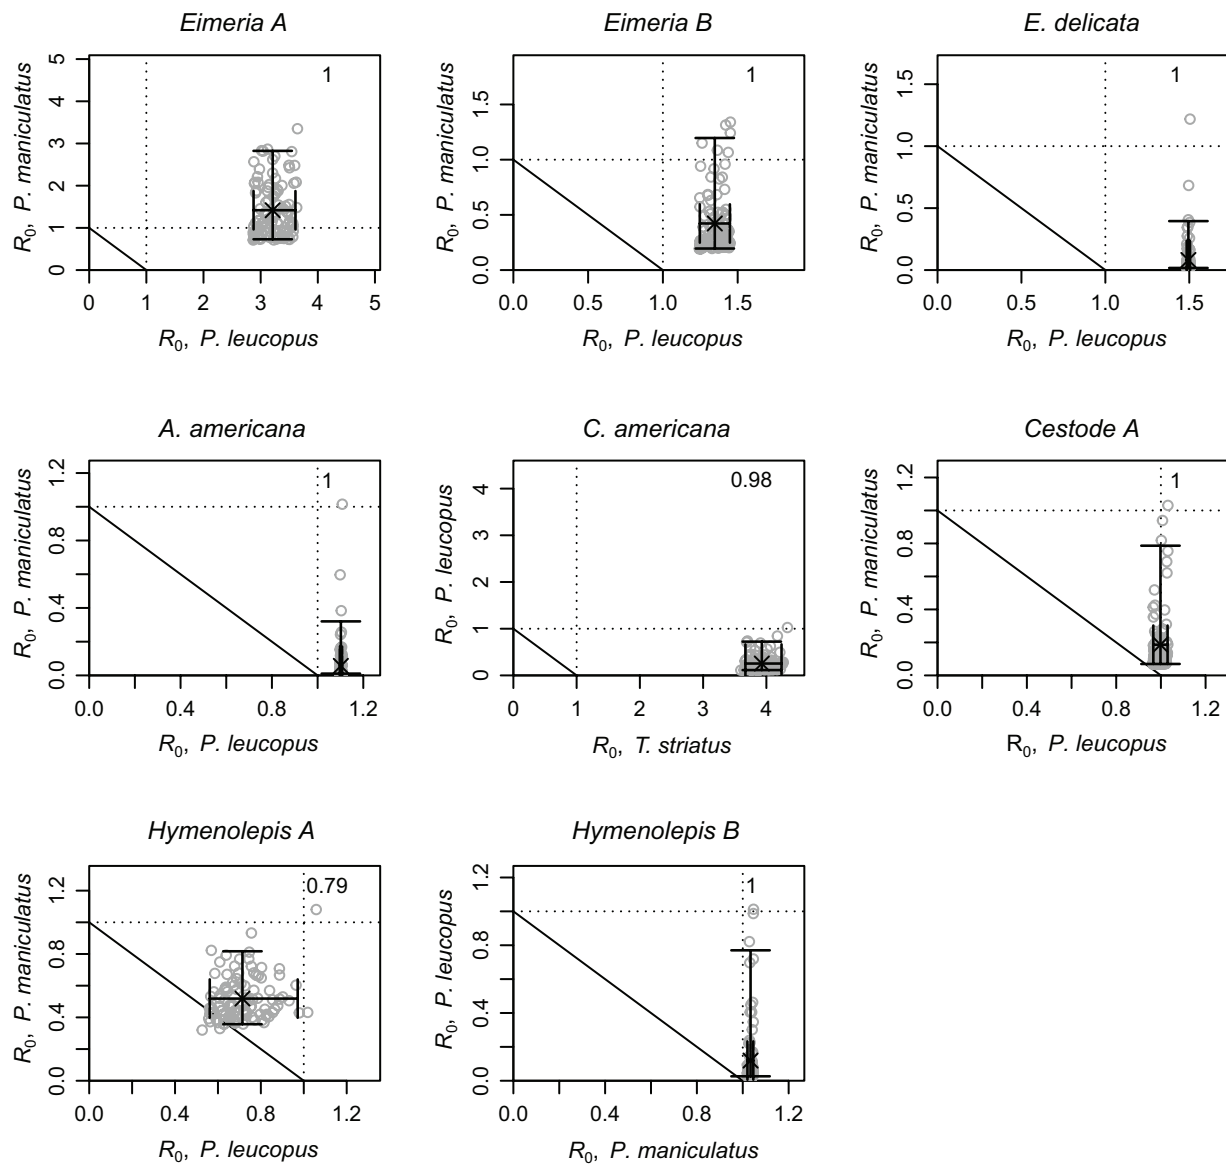 Eimeria A
R0, P. maniculatus
5
4
3
2
1
0
1
0 1 2 3 4 5
R0, P. leucopus
Eimeria B
R0, P. maniculatus
1.5
1.0
0.5
0.0
1
0.0 1.0 1.5
R0, P. leucopus
E. delicata
R0, P. maniculatus
1.5
1.0
0.5
0.0
1
0.0 0.5 1.0 1.5
R0, P. leucopus
A. americana
R0, P. maniculatus
1.2
0.8
0.4
0.0
1
0.0 0.4 0.8 1.2
R0, P. leucopus
C. americana
R0, P. leucopus
4
3
2
1
0
0.98
0 1 2 3 4
R0, T. striatus
Cestode A
R0, P. maniculatus
1.2
0.8
0.4
0.0
1
0.0 0.4 0.8 1.2
R0, P. leucopus
Hymenolepis A
R0, P. maniculatus
1.2
0.8
0.4
0.0
0.79
0.0 0.4 0.8 1.2
R0, P. leucopus
Hymenolepis B
R0, P. leucopus
1.2
0.8
0.4
0.0
1
0.0 0.4 0.8 1.2
R0, P. maniculatus